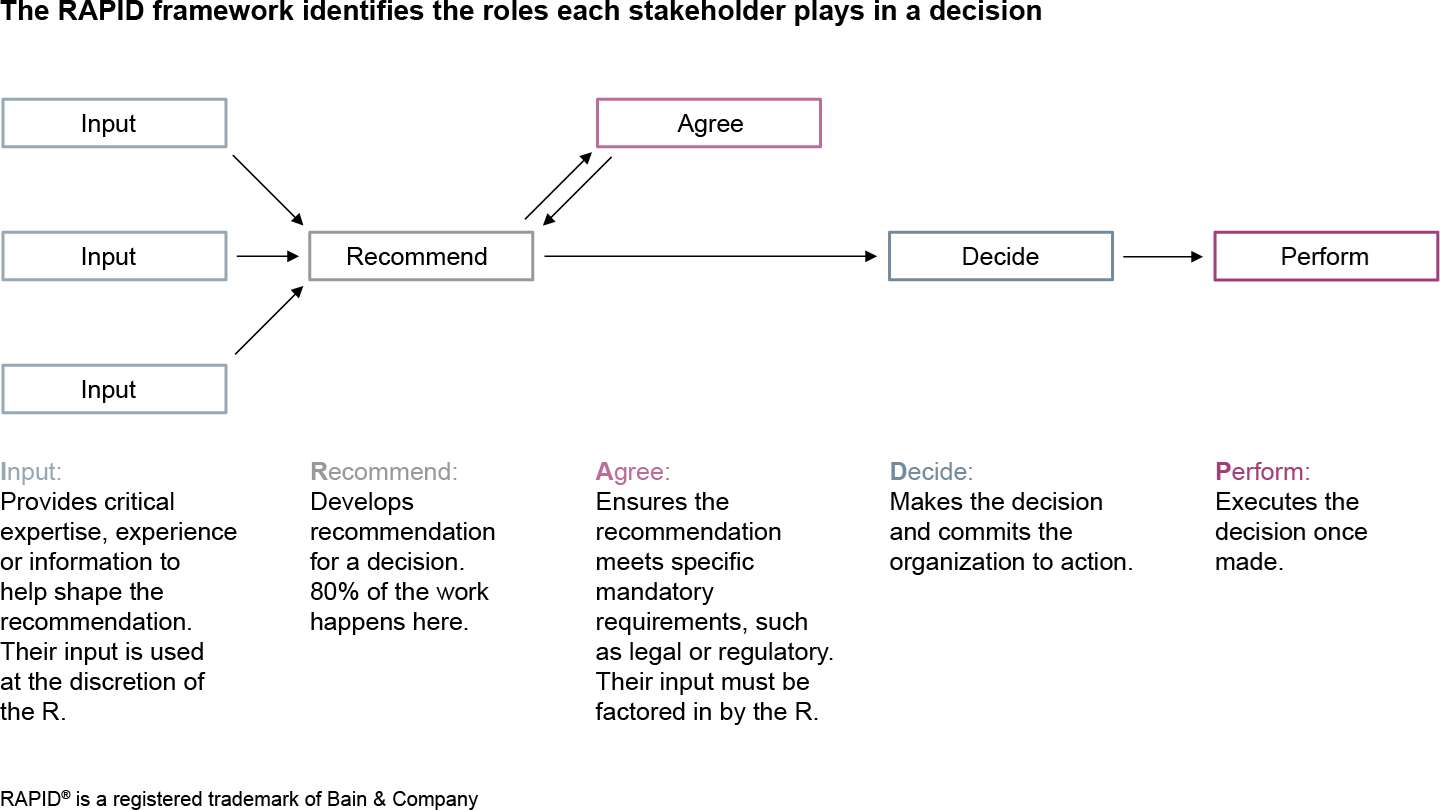 The RAPID framework identifies the roles each stakeholder plays in a decision
Input
Agree
Input
Recommend
Decide
Perform
Input
Input:
Provides critical
expertise, experience
or information to
help shape the
recommendation.
Their input is used
at the discretion of
the R.
Recommend:
Develops
recommendation
for a decision.
80% of the work
happens here.
Agree:
Ensures the
recommendation
meets specific
mandatory
requirements, such
as legal or regulatory.
Their input must be
factored in by the R.
Decide:
Makes the decision
and commits the
organization to action.
Perform:
Executes the
decision once
made.
RAPID® is a registered trademark of Bain & Company